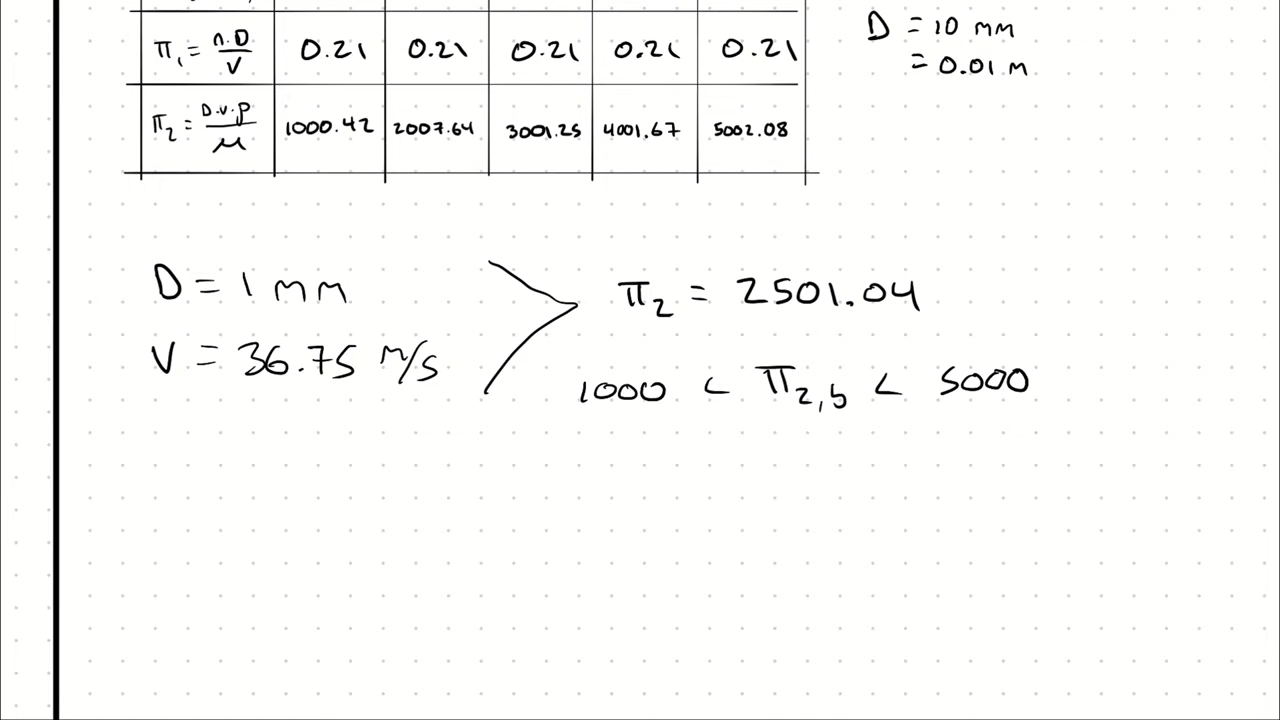 π₁ = n.D/V 0.21 0.21 0.21 0.21 0.21
π₂ = D.v.ρ/μ 1000.42 2007.64 3001.25 4001.67 5002.08
D = 10 mm
= 0.01 m
D = 1 mm
V = 36.75 m/s
π₂ = 2501.04
1000 < π₂,b < 5000